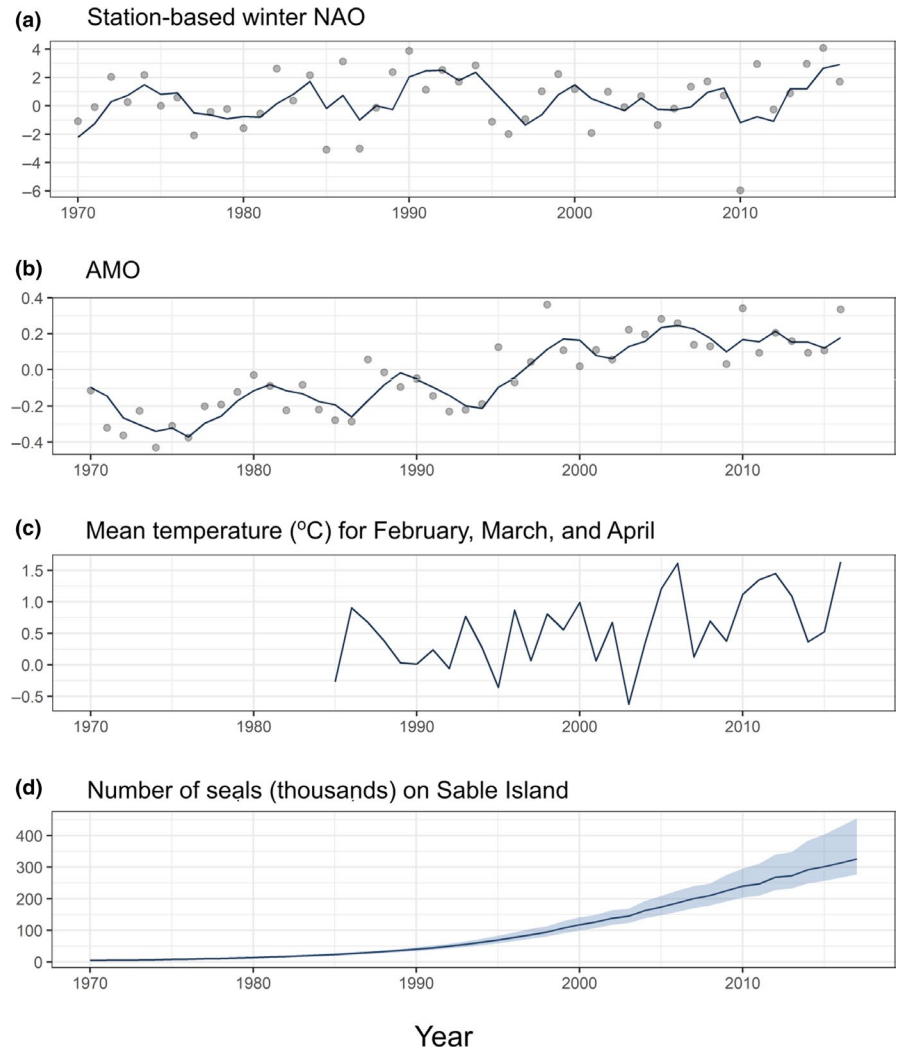 (a) Station-based winter NAO
4
2
0
−2
−4
−6
1970 1980 1990 2000 2010
(b) AMO
0.4
0.2
0.0
−0.2
−0.4
1970 1980 1990 2000 2010
(c) Mean temperature (ºC) for February, March, and April
1.5
1.0
0.5
0.0
−0.5
1970 1980 1990 2000 2010
(d) Number of seals (thousands) on Sable Island
400
300
200
100
0
1970 1980 1990 2000 2010
Year